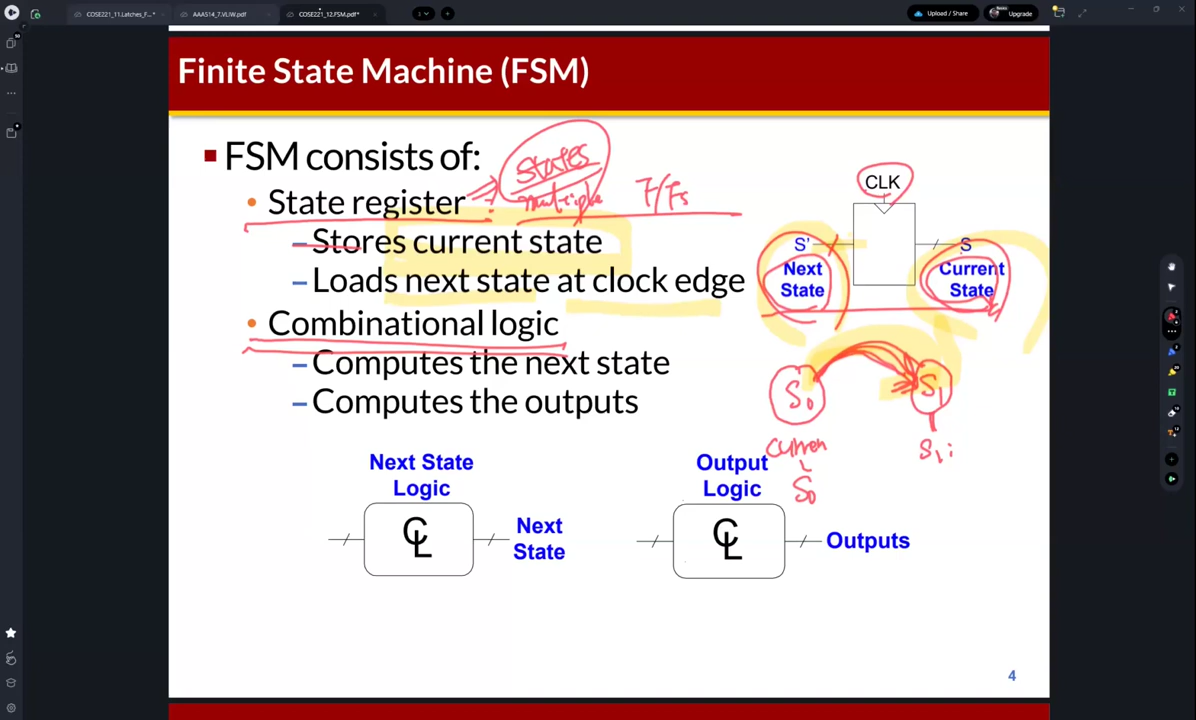 COSE221_11.Latches_F...*
AAAS14_7.VLIW.pdf
COSE221_12.FSM.pdf*
Upload / Share
Upgrade
Finite State Machine (FSM)
FSM consists of:
States
multiple F/Fs
State register
Stores current state
Loads next state at clock edge
Combinational logic
Computes the next state
Computes the outputs
CLK
S'
S
Next
State
Current
State
S0
S1
Curren
S0
S1;
Next State
Logic
CL
Next
State
Output
Logic
CL
Outputs
4